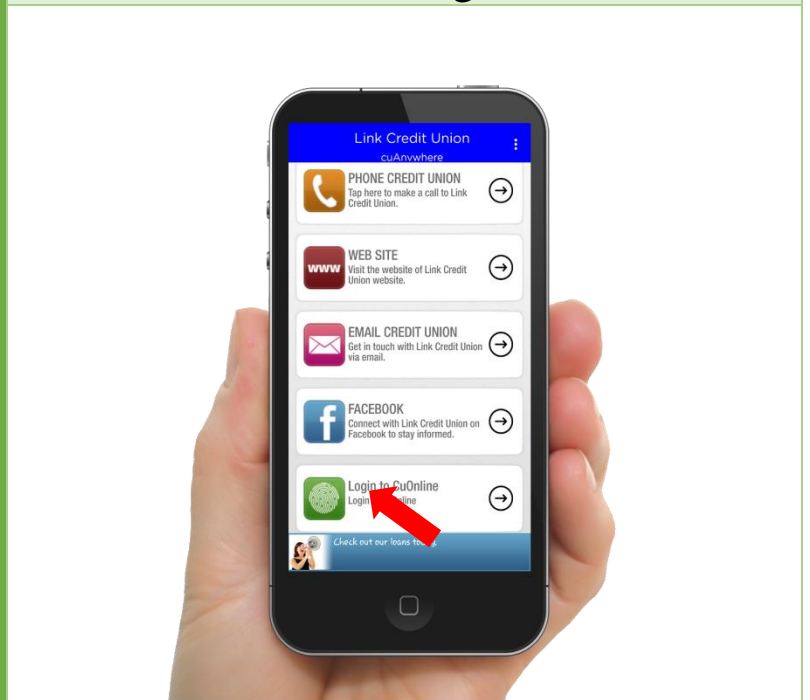 Link Credit Union
cuAnywhere
PHONE CREDIT UNION
Tap here to make a call to Link
Credit Union.
www
WEB SITE
Visit the website of Link Credit
Union website.
EMAIL CREDIT UNION
Get in touch with Link Credit Union
via email.
f
FACEBOOK
Connect with Link Credit Union on
Facebook to stay informed.
Login to CuOnline
Login
Check out our loans